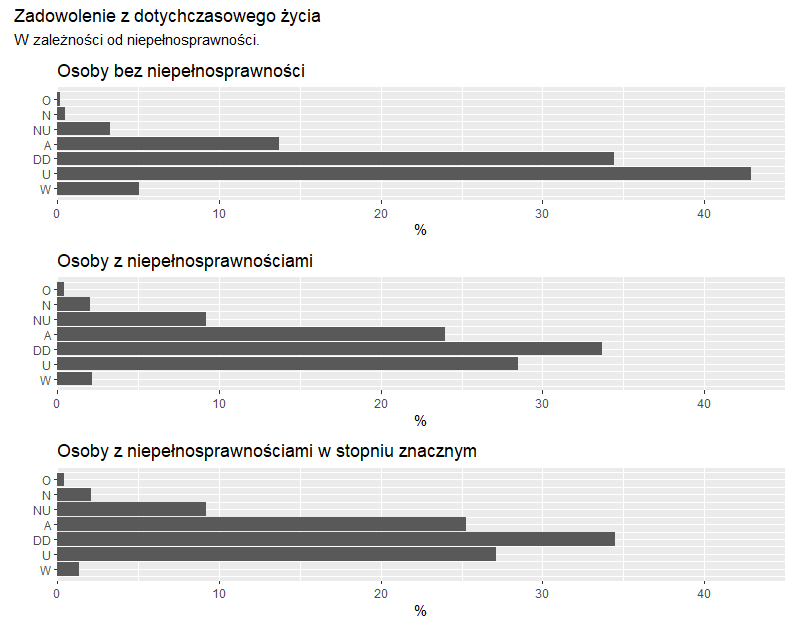 Zadowolenie z dotychczasowego życia
W zależności od niepełnosprawności.
Osoby bez niepełnosprawności
O
N
NU
A
DD
U
W
0 10 20 30 40
%
Osoby z niepełnosprawnościami
O
N
NU
A
DD
U
W
0 10 20 30 40
%
Osoby z niepełnosprawnościami w stopniu znacznym
O
N
NU
A
DD
U
W
0 10 20 30 40
%